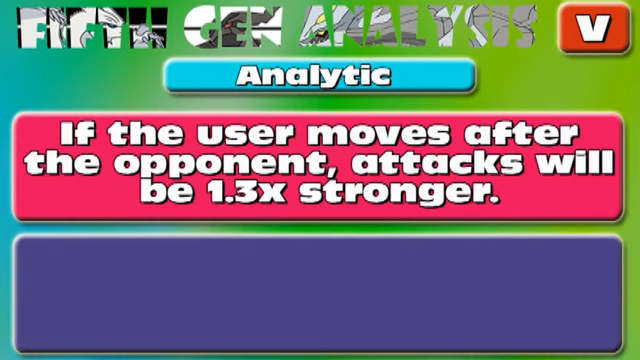 FIFTH GEN ANALYSIS
V
Analytic
If the user moves after
the opponent, attacks will
be 1.3x stronger.